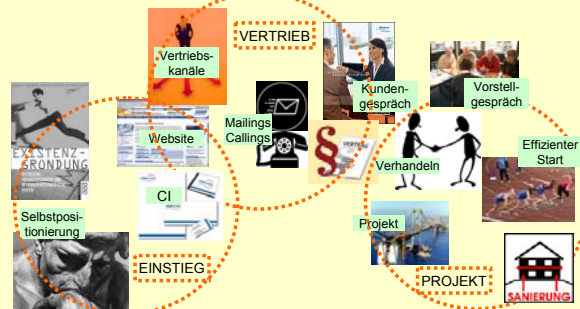 VERTRIEB
Vertriebs-
kanäle
Kunden-
gespräch
Vorstell-
gespräch
Mailings
Callings
Website
EXISTENZ-
GRÜNDUNG
Verhandeln
Effizienter
Start
CI
Selbstposi-
tionierung
Projekt
EINSTIEG
PROJEKT
SANIERUNG